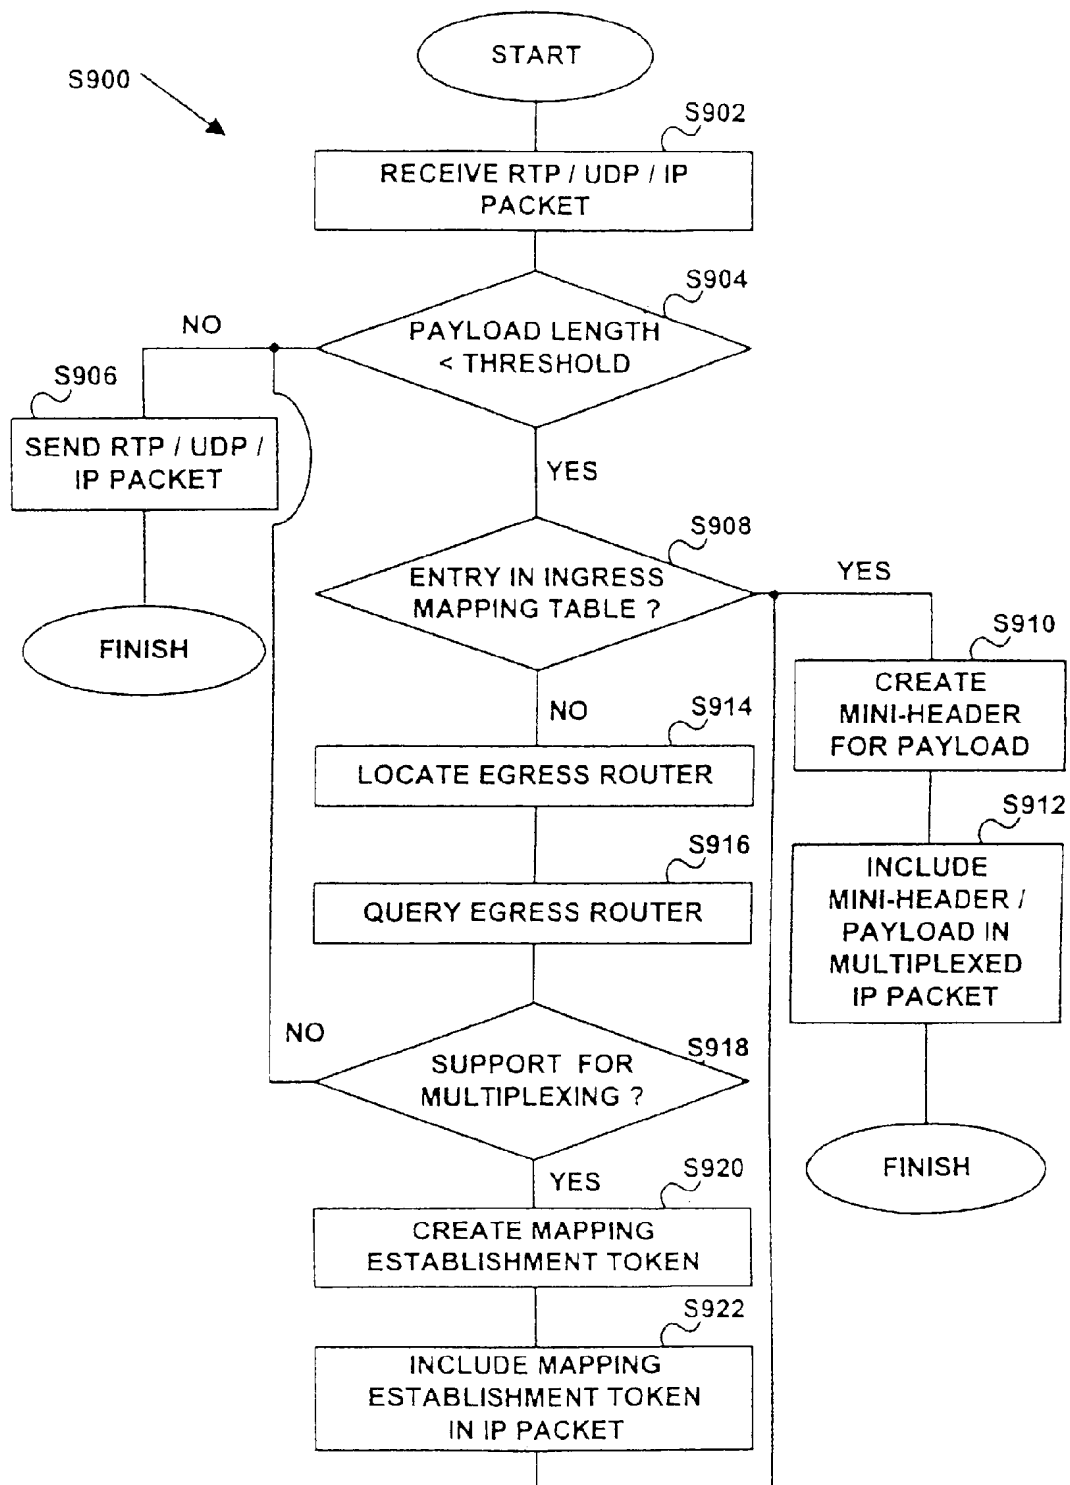 START
S900
S902
RECEIVE RTP / UDP / IP
PACKET
S904
PAYLOAD LENGTH
< THRESHOLD
NO
S906
SEND RTP / UDP /
IP PACKET
YES
FINISH
S908
ENTRY IN INGRESS
MAPPING TABLE ?
YES
S910
CREATE
MINI-HEADER
FOR PAYLOAD
NO
S914
LOCATE EGRESS ROUTER
S912
INCLUDE
MINI-HEADER /
PAYLOAD IN
MULTIPLEXED
IP PACKET
S916
QUERY EGRESS ROUTER
NO
S918
SUPPORT FOR
MULTIPLEXING ?
FINISH
YES
S920
CREATE MAPPING
ESTABLISHMENT TOKEN
S922
INCLUDE MAPPING
ESTABLISHMENT TOKEN
IN IP PACKET